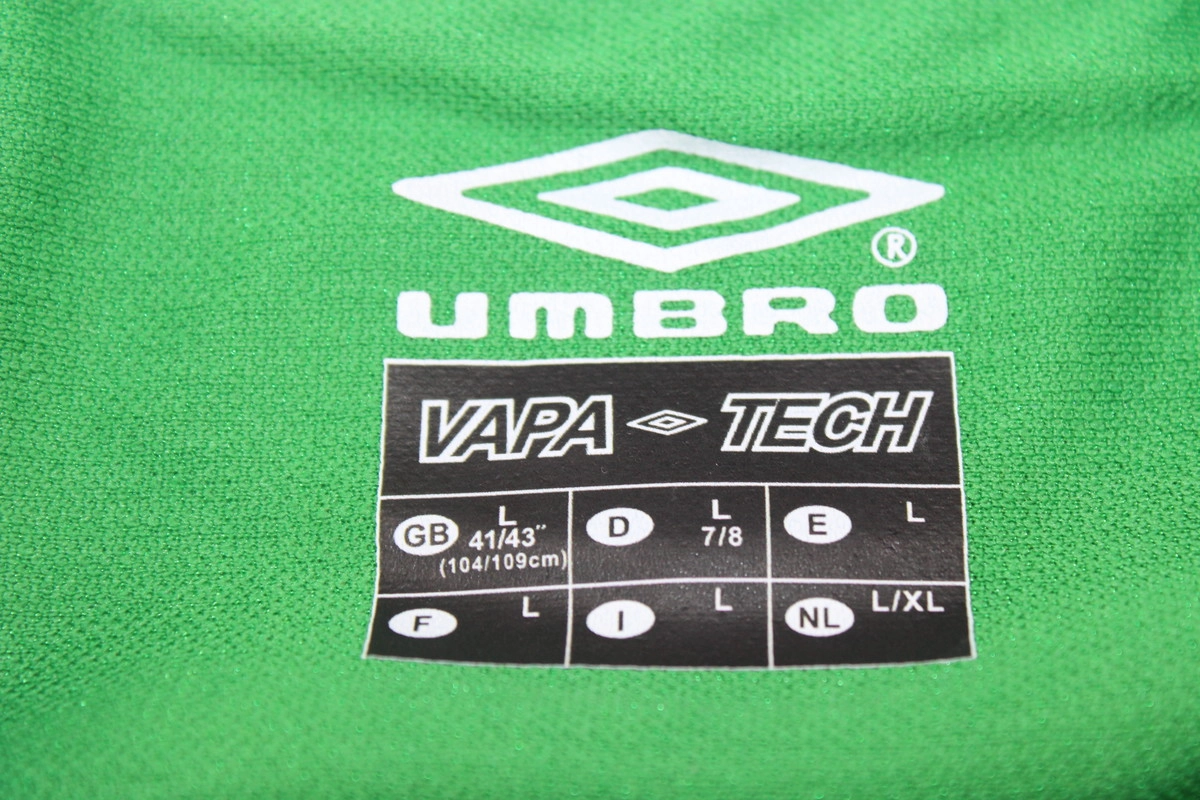 ®
UMBRO
VAPA TECH
GB L 41/43”
(104/109cm)
D L 7/8
E L
F L
I L
NL L/XL